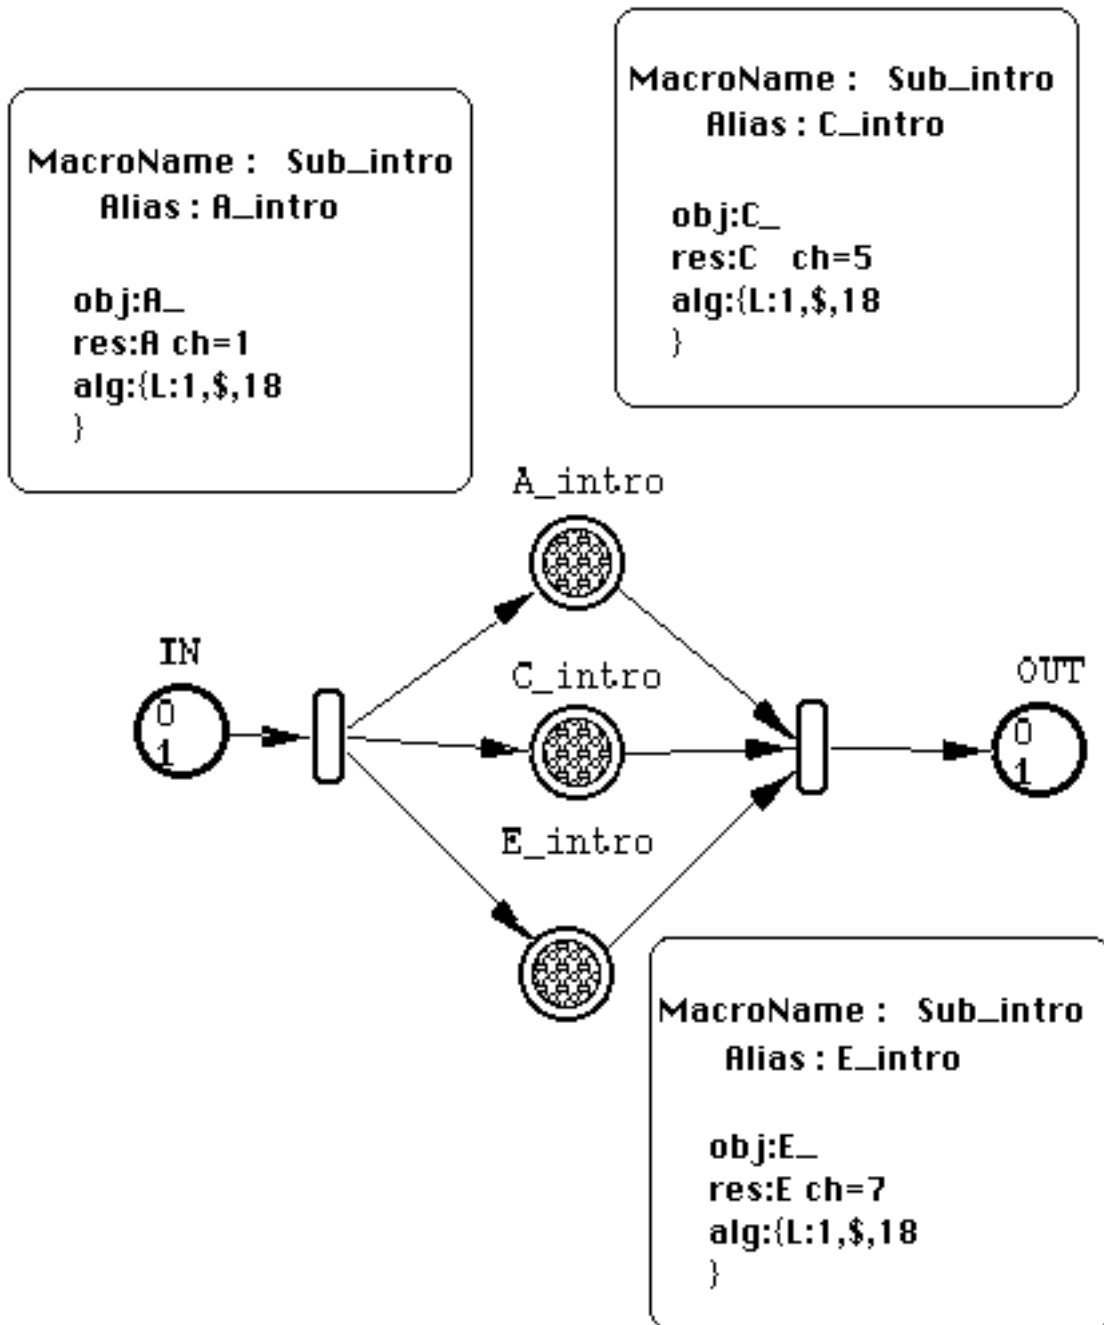 MacroName : Sub_intro
Alias : C_intro
obj:C_
res:C ch=5
alg:{L:1,$,18
}
MacroName : Sub_intro
Alias : A_intro
obj:A_
res:A ch=1
alg:{L:1,$,18
}
A_intro
IN
0
1
C_intro
OUT
0
1
E_intro
MacroName : Sub_intro
Alias : E_intro
obj:E_
res:E ch=7
alg:{L:1,$,18
}